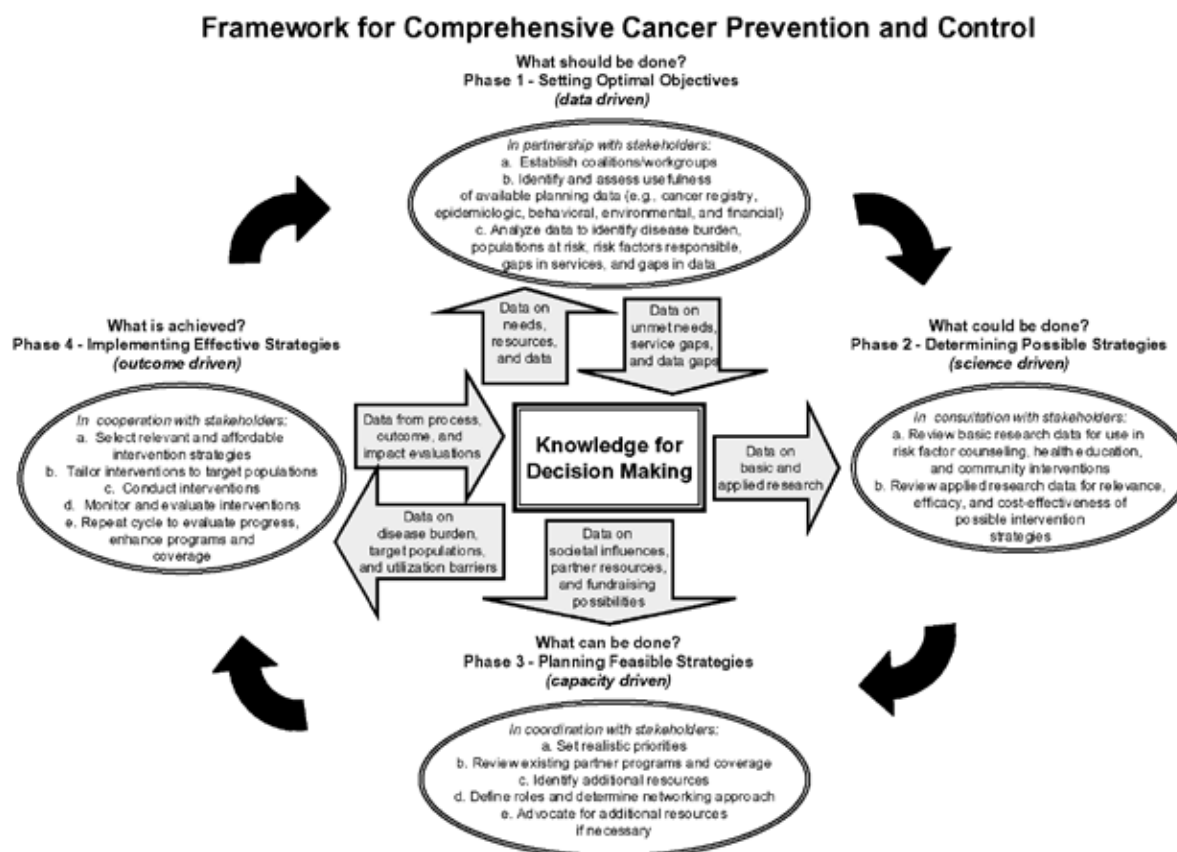 Framework for Comprehensive Cancer Prevention and Control
What should be done?
Phase 1 - Setting Optimal Objectives
(data driven)
In partnership with stakeholders:
a. Establish coalitions/workgroups
b. Identify and assess usefulness
of available planning data (e.g., cancer registry,
epidemiologic, behavioral, environmental, and financial)
c. Analyze data to identify disease burden,
populations at risk, risk factors responsible,
gaps in services, and gaps in data
Data on
needs,
resources,
and data
Data on
unmet needs,
service gaps,
and data gaps
What is achieved?
Phase 4 - Implementing Effective Strategies
(outcome driven)
In cooperation with stakeholders:
a. Select relevant and affordable
intervention strategies
b. Tailor interventions to target populations
c. Conduct interventions
d. Monitor and evaluate interventions
e. Repeat cycle to evaluate progress,
enhance programs and
coverage
Data from process,
outcome, and
impact evaluations
Data on
disease burden,
target populations,
and utilization barriers
Knowledge for
Decision Making
Data on
basic and
applied research
What could be done?
Phase 2 - Determining Possible Strategies
(science driven)
In consultation with stakeholders:
a. Review basic research data for use in
risk factor counseling, health education,
and community interventions
b. Review applied research data for relevance,
efficacy, and cost-effectiveness of
possible intervention
strategies
Data on
societal influences,
partner resources,
and fundraising
possibilities
What can be done?
Phase 3 - Planning Feasible Strategies
(capacity driven)
In coordination with stakeholders:
a. Set realistic priorities
b. Review existing partner programs and coverage
c. Identify additional resources
d. Define roles and determine networking approach
e. Advocate for additional resources
if necessary